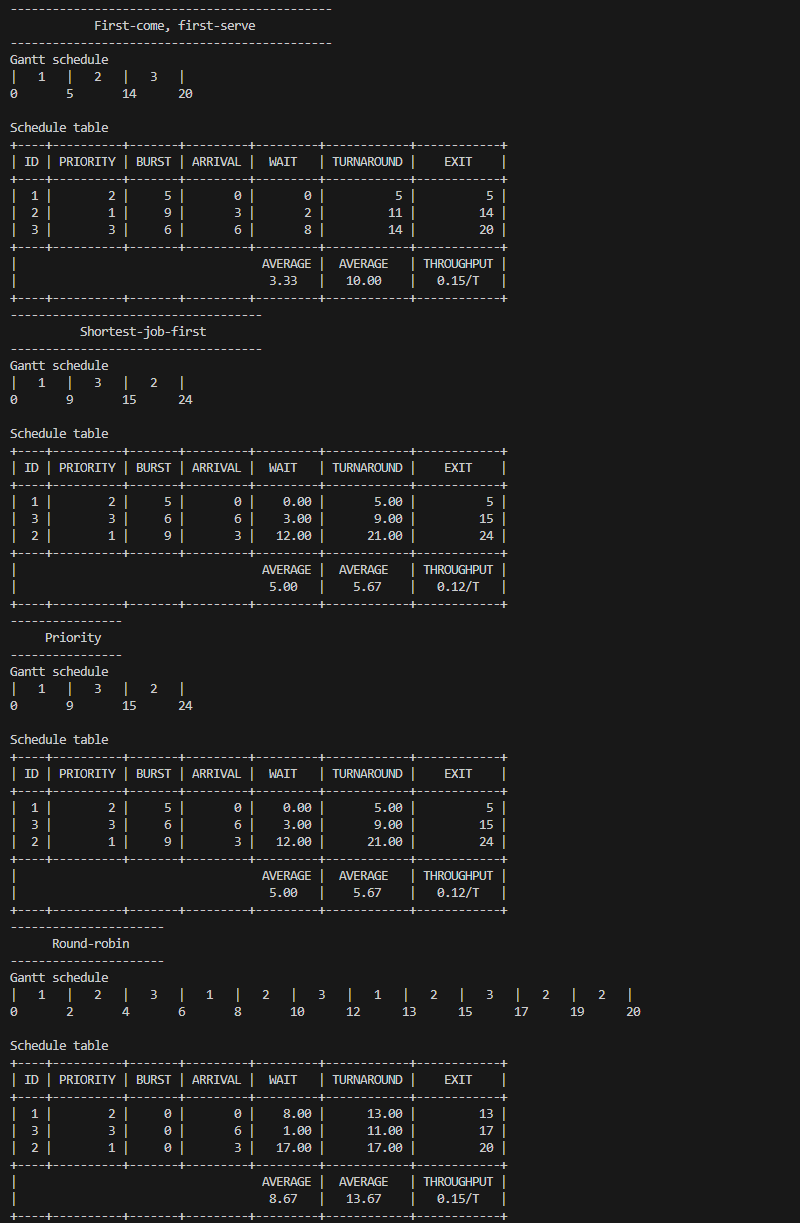 ----------------------------------------------
            First-come, first-serve
----------------------------------------------
Gantt schedule
|   1   |   2   |   3   |
0       5       14      20

Schedule table
+----+----------+-------+---------+---------+------------+------------+
| ID | PRIORITY | BURST | ARRIVAL |  WAIT   | TURNAROUND |    EXIT    |
+----+----------+-------+---------+---------+------------+------------+
|  1 |        2 |     5 |       0 |       0 |          5 |          5 |
|  2 |        1 |     9 |       3 |       2 |         11 |         14 |
|  3 |        3 |     6 |       6 |       8 |         14 |         20 |
+----+----------+-------+---------+---------+------------+------------+
|                                   AVERAGE |  AVERAGE   | THROUGHPUT |
|                                    3.33   |   10.00    |   0.15/T   |
+----+----------+-------+---------+---------+------------+------------+
------------------------------------
          Shortest-job-first
------------------------------------
Gantt schedule
|   1   |   3   |   2   |
0       9       15      24

Schedule table
+----+----------+-------+---------+---------+------------+------------+
| ID | PRIORITY | BURST | ARRIVAL |  WAIT   | TURNAROUND |    EXIT    |
+----+----------+-------+---------+---------+------------+------------+
|  1 |        2 |     5 |       0 |    0.00 |       5.00 |          5 |
|  3 |        3 |     6 |       6 |    3.00 |       9.00 |         15 |
|  2 |        1 |     9 |       3 |   12.00 |      21.00 |         24 |
+----+----------+-------+---------+---------+------------+------------+
|                                   AVERAGE |  AVERAGE   | THROUGHPUT |
|                                    5.00   |   5.67     |   0.12/T   |
+----+----------+-------+---------+---------+------------+------------+
----------------
     Priority
----------------
Gantt schedule
|   1   |   3   |   2   |
0       9       15      24

Schedule table
+----+----------+-------+---------+---------+------------+------------+
| ID | PRIORITY | BURST | ARRIVAL |  WAIT   | TURNAROUND |    EXIT    |
+----+----------+-------+---------+---------+------------+------------+
|  1 |        2 |     5 |       0 |    0.00 |       5.00 |          5 |
|  3 |        3 |     6 |       6 |    3.00 |       9.00 |         15 |
|  2 |        1 |     9 |       3 |   12.00 |      21.00 |         24 |
+----+----------+-------+---------+---------+------------+------------+
|                                   AVERAGE |  AVERAGE   | THROUGHPUT |
|                                    5.00   |   5.67     |   0.12/T   |
+----+----------+-------+---------+---------+------------+------------+
----------------------
      Round-robin
----------------------
Gantt schedule
|   1   |   2   |   3   |   1   |   2   |   3   |   1   |   2   |   3   |   2   |   2   |
0       2       4       6       8       10      12      13      15      17      19      20

Schedule table
+----+----------+-------+---------+---------+------------+------------+
| ID | PRIORITY | BURST | ARRIVAL |  WAIT   | TURNAROUND |    EXIT    |
+----+----------+-------+---------+---------+------------+------------+
|  1 |        2 |     0 |       0 |    8.00 |      13.00 |         13 |
|  3 |        3 |     0 |       6 |    1.00 |      11.00 |         17 |
|  2 |        1 |     0 |       3 |   17.00 |      17.00 |         20 |
+----+----------+-------+---------+---------+------------+------------+
|                                   AVERAGE |  AVERAGE   | THROUGHPUT |
|                                    8.67   |   13.67    |   0.15/T   |
+----+----------+-------+---------+---------+------------+------------+